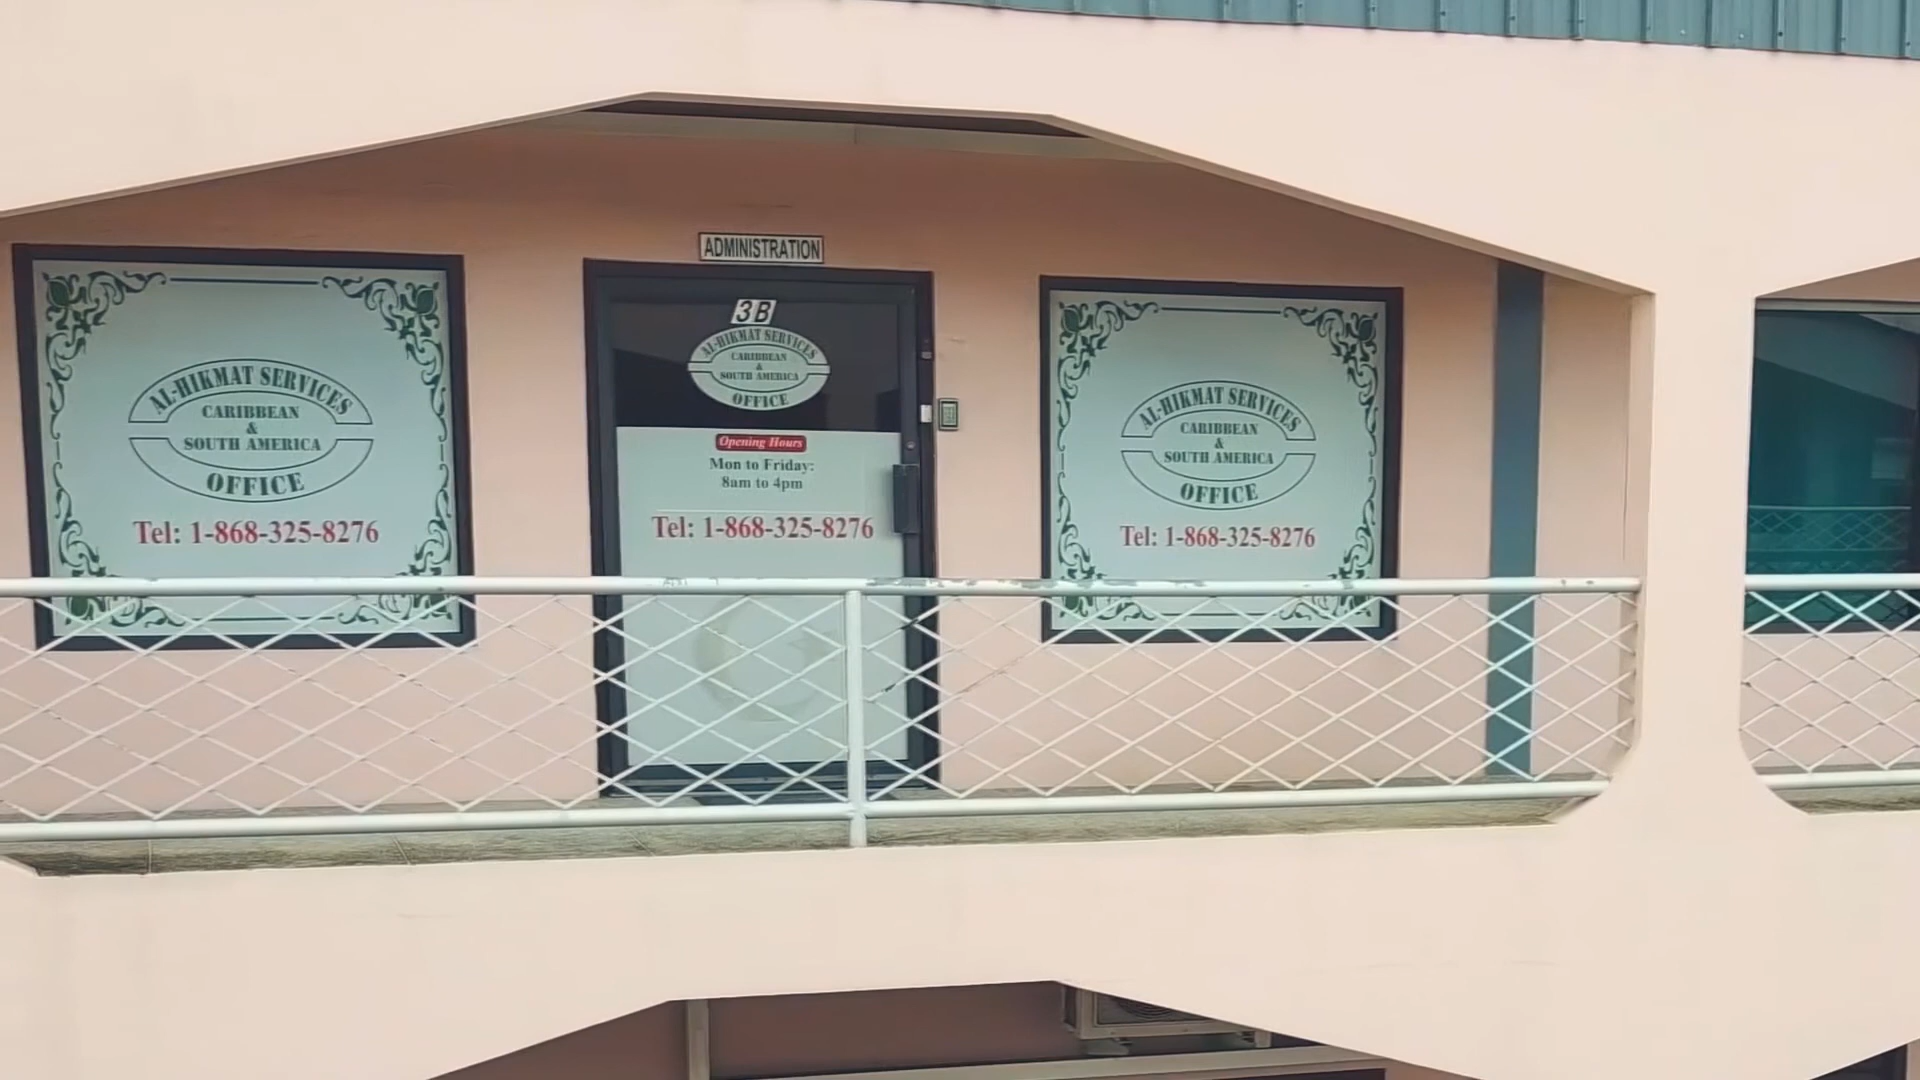 ADMINISTRATION
AL-HIKMAT SERVICES
CARIBBEAN
&
SOUTH AMERICA
OFFICE
Tel: 1-868-325-8276
3B
AL-HIKMAT SERVICES
CARIBBEAN
&
SOUTH AMERICA
OFFICE
Opening Hours
Mon to Friday:
8am to 4pm
Tel: 1-868-325-8276
AL-HIKMAT SERVICES
CARIBBEAN
&
SOUTH AMERICA
OFFICE
Tel: 1-868-325-8276